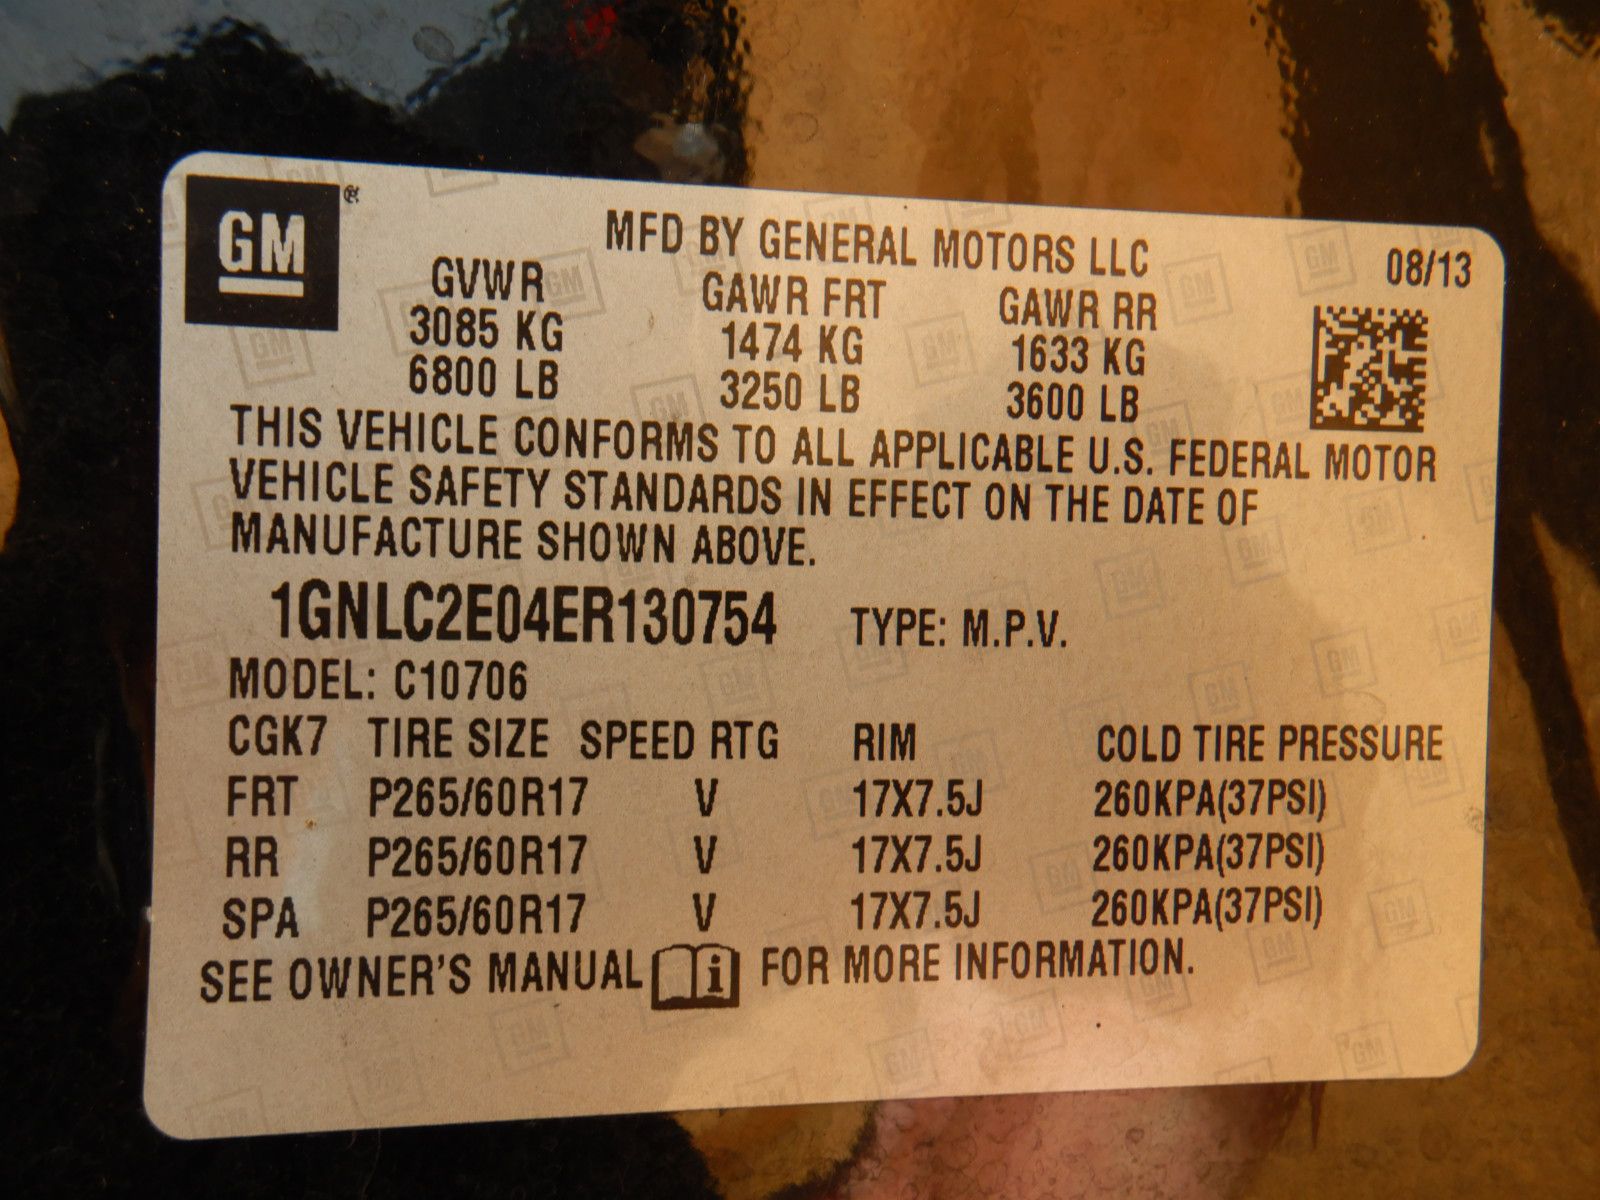 GM
MFD BY GENERAL MOTORS LLC
08/13
GVWR GAWR FRT GAWR RR
3085 KG 1474 KG 1633 KG
6800 LB 3250 LB 3600 LB
THIS VEHICLE CONFORMS TO ALL APPLICABLE U.S. FEDERAL MOTOR
VEHICLE SAFETY STANDARDS IN EFFECT ON THE DATE OF
MANUFACTURE SHOWN ABOVE.
1GNLC2E04ER130754 TYPE: M.P.V.
MODEL: C10706
CGK7 TIRE SIZE SPEED RTG RIM COLD TIRE PRESSURE
FRT P265/60R17 V 17X7.5J 260KPA(37PSI)
RR P265/60R17 V 17X7.5J 260KPA(37PSI)
SPA P265/60R17 V 17X7.5J 260KPA(37PSI)
SEE OWNER'S MANUAL i FOR MORE INFORMATION.